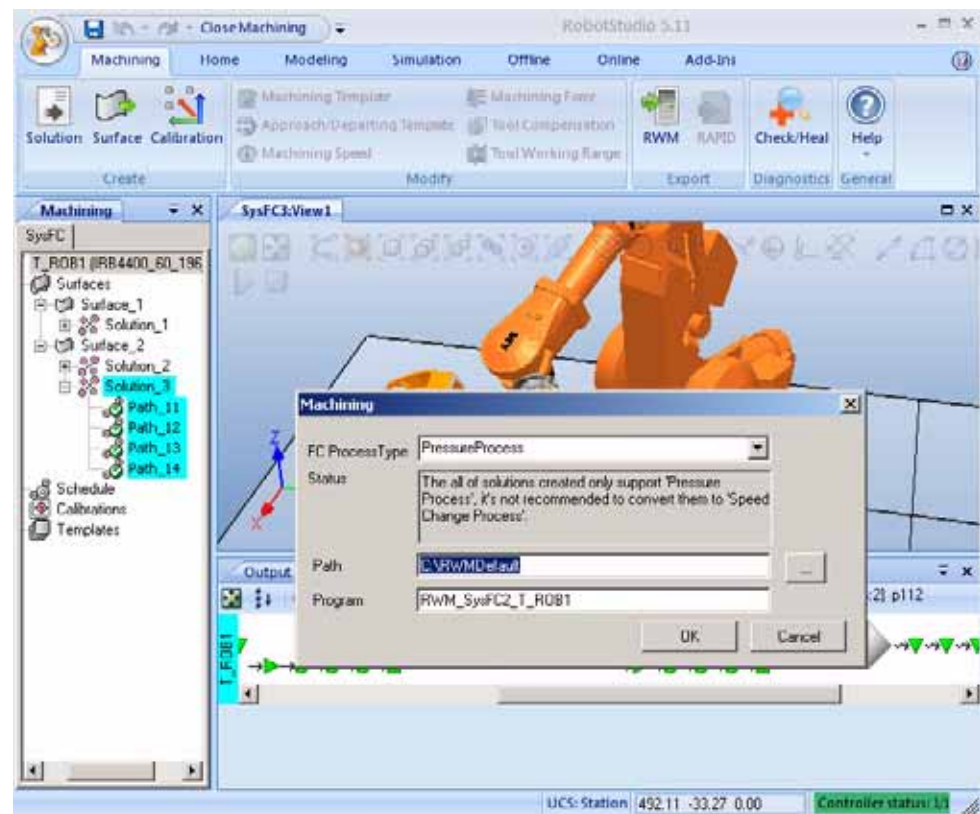 Close Machining
RobotStudio 5.11
Machining Home Modeling Simulation Offline Online Add-Ins
Solution Surface Calibration
Machining Template
Approach/Departing Template
Machining Speed
Machining Force
Tool Compensation
Tool Working Range
RWM RAPID
Check/Heal
Help
Create Modify Export Diagnostics General
Machining
SysFC
T_ROB1 (IRB4400_60_196
Surfaces
Surface_1
Solution_1
Surface_2
Solution_2
Solution_3
Path_11
Path_12
Path_13
Path_14
Schedule
Calibrations
Templates
SysFC3:View1
ABB
Z
X
Machining
FC ProcessType PressureProcess
Status
The all of solutions created only support 'Pressure
Process', it's not recommended to convert them to 'Speed
Change Process'.
Path C:\RWMDefault ...
Program RWM_SysFC2_T_ROB1
OK Cancel
Output
:2] p112
T_ROB1
UCS: Station 492.11 -33.27 0.00 Controller status: 1/1